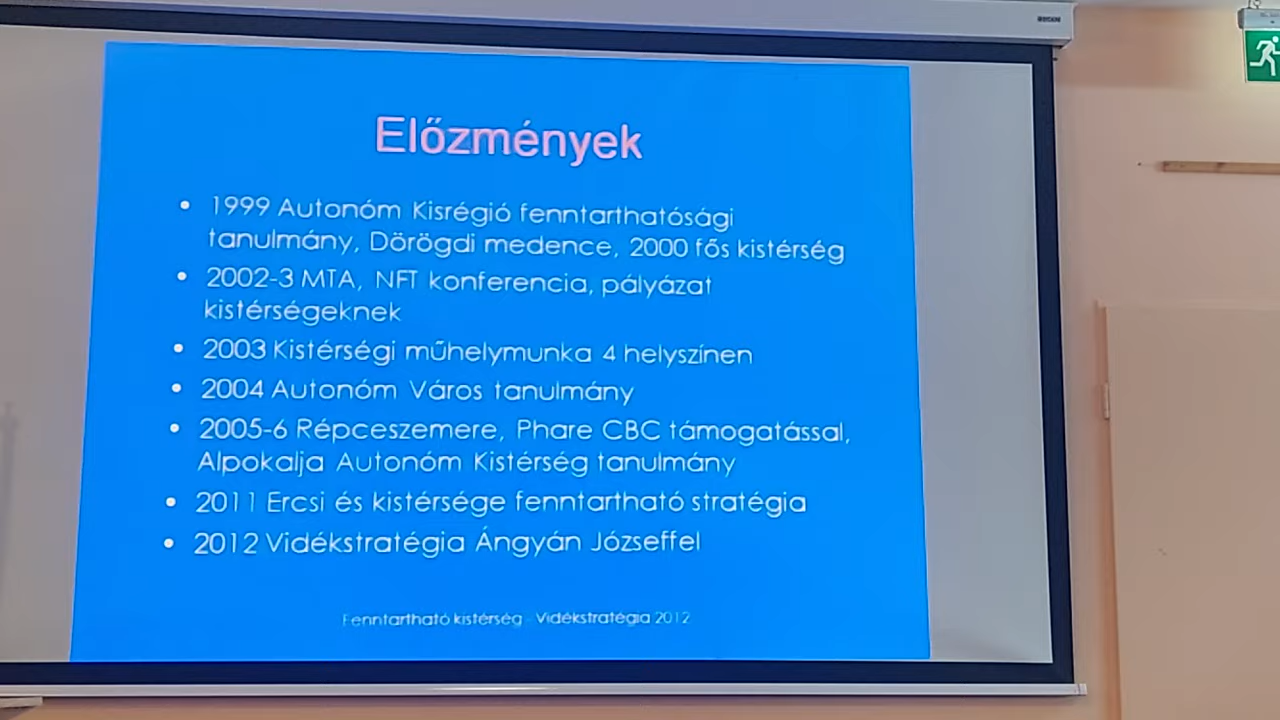 Előzmények
• 1999 Autonóm Kisrégió fenntarthatósági
tanulmány, Dörögdi medence, 2000 fős kistérség
• 2002-3 MTA, NFT konferencia, pályázat
kistérségeknek
• 2003 Kistérségi műhelymunka 4 helyszínen
• 2004 Autonóm Város tanulmány
• 2005-6 Répceszemere, Phare CBC támogatással,
Alpokalja Autonóm Kistérség tanulmány
• 2011 Ercsi és kistérsége fenntartható stratégia
• 2012 Vidékstratégia Ángyán Józseffel
Fenntartható kistérség - Vidékstratégia 2012